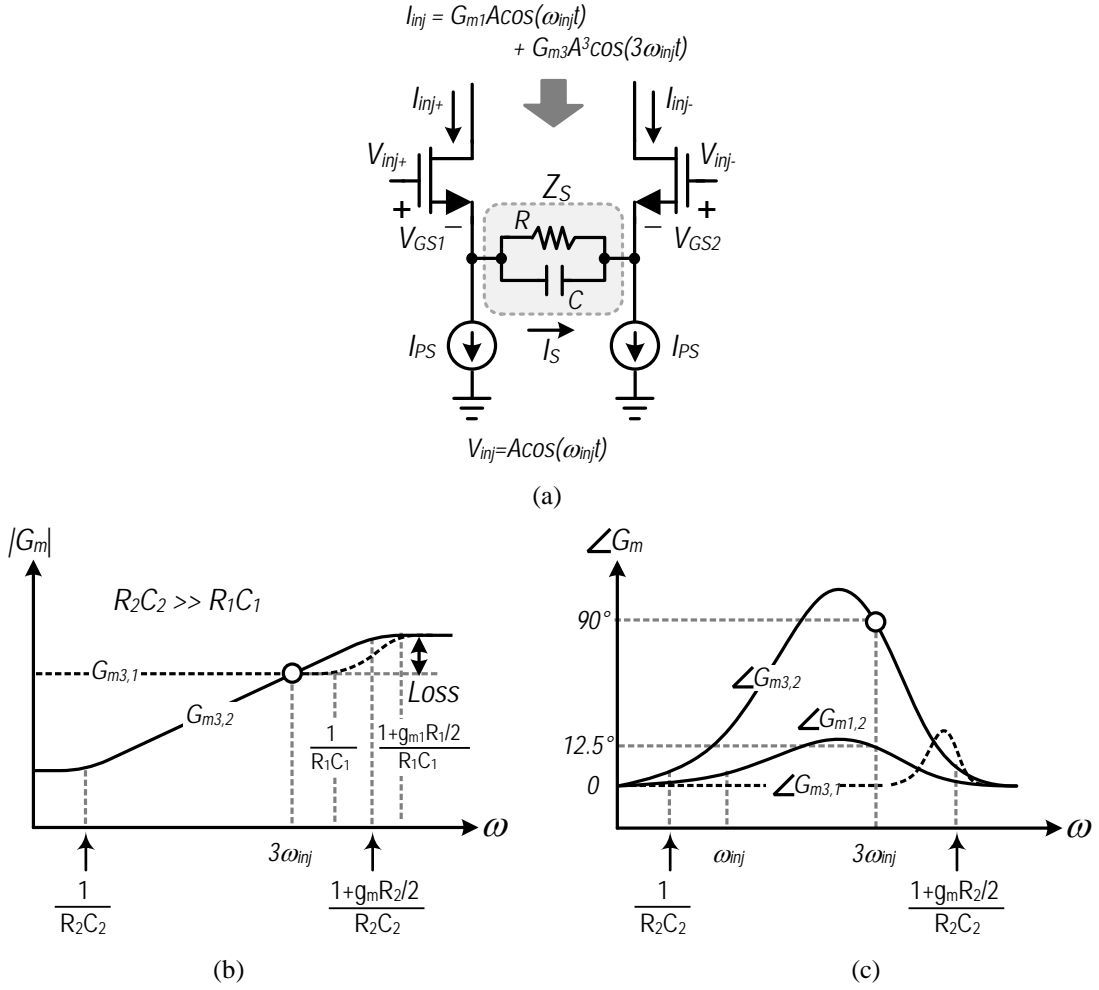 I_inj = G_m1Acos(ω_injt)
+ G_m3A^3cos(3ω_injt)
I_inj+
I_inj-
V_inj+
V_inj-
Z_S
+
R
+
V_GS1
−
−
V_GS2
C
I_PS
I_S
I_PS
V_inj=Acos(ω_injt)
(a)
|G_m|
R_2C_2 >> R_1C_1
G_m3,1
G_m3,2
Loss
1
R_1C_1
1+g_m1R_1/2
R_1C_1
ω
3ω_inj
1
R_2C_2
1+g_mR_2/2
R_2C_2
(b)
∠G_m
90°
∠G_m3,2
∠G_m1,2
12.5°
0
∠G_m3,1
ω
ω_inj
3ω_inj
1
R_2C_2
1+g_mR_2/2
R_2C_2
(c)